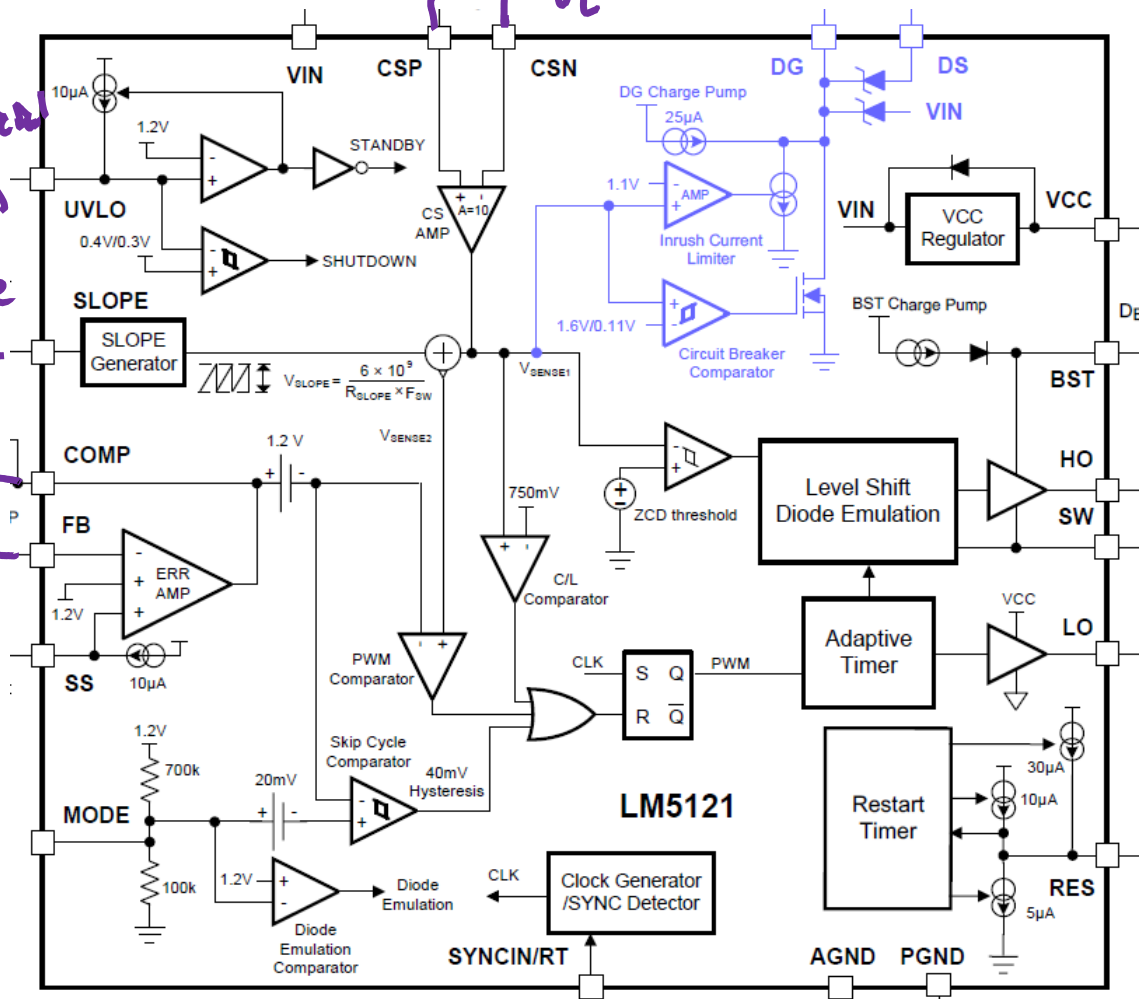 VIN
CSP
CSN
DG
DS
10µA
1.2V
STANDBY
UVLO
0.4V/0.3V
SHUTDOWN
+ -
A=10
CS
AMP
DG Charge Pump
25µA
VIN
1.1V
AMP
Inrush Current
Limiter
1.6V/0.11V
Circuit Breaker
Comparator
VIN
VCC
Regulator
VCC
BST Charge Pump
BST
SLOPE
SLOPE
Generator
VSLOPE = 6 × 10⁹ / RSLOPE × FSW
VSENSE1
VSENSE2
COMP
1.2 V
+ -
FB
ERR
AMP
1.2V
SS
10µA
750mV
+ -
C/L
Comparator
ZCD threshold
Level Shift
Diode Emulation
HO
SW
- +
PWM
Comparator
CLK
S Q
R Q̅
PWM
Adaptive
Timer
VCC
LO
1.2V
700k
MODE
100k
20mV
+ -
Skip Cycle
Comparator
40mV
Hysteresis
1.2V
Diode
Emulation
Diode
Emulation
Comparator
LM5121
CLK
Clock Generator
/SYNC Detector
SYNCIN/RT
Restart
Timer
30µA
10µA
5µA
RES
AGND
PGND